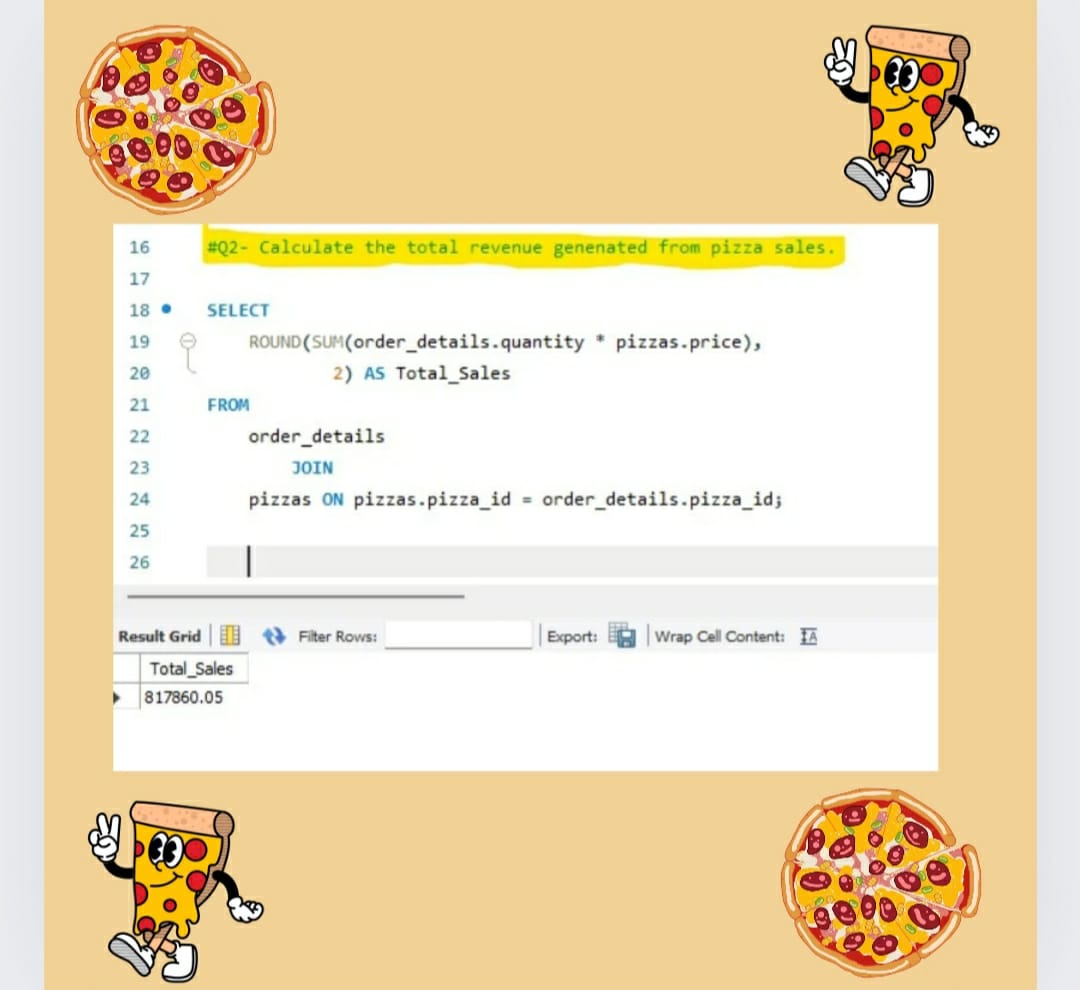 16 #Q2- Calculate the total revenue genenated from pizza sales.
17
18 SELECT
19 ROUND(SUM(order_details.quantity * pizzas.price),
20 2) AS Total_Sales
21 FROM
22 order_details
23 JOIN
24 pizzas ON pizzas.pizza_id = order_details.pizza_id;
25
26
Result Grid Filter Rows: Export: Wrap Cell Content: IA
Total_Sales
817860.05